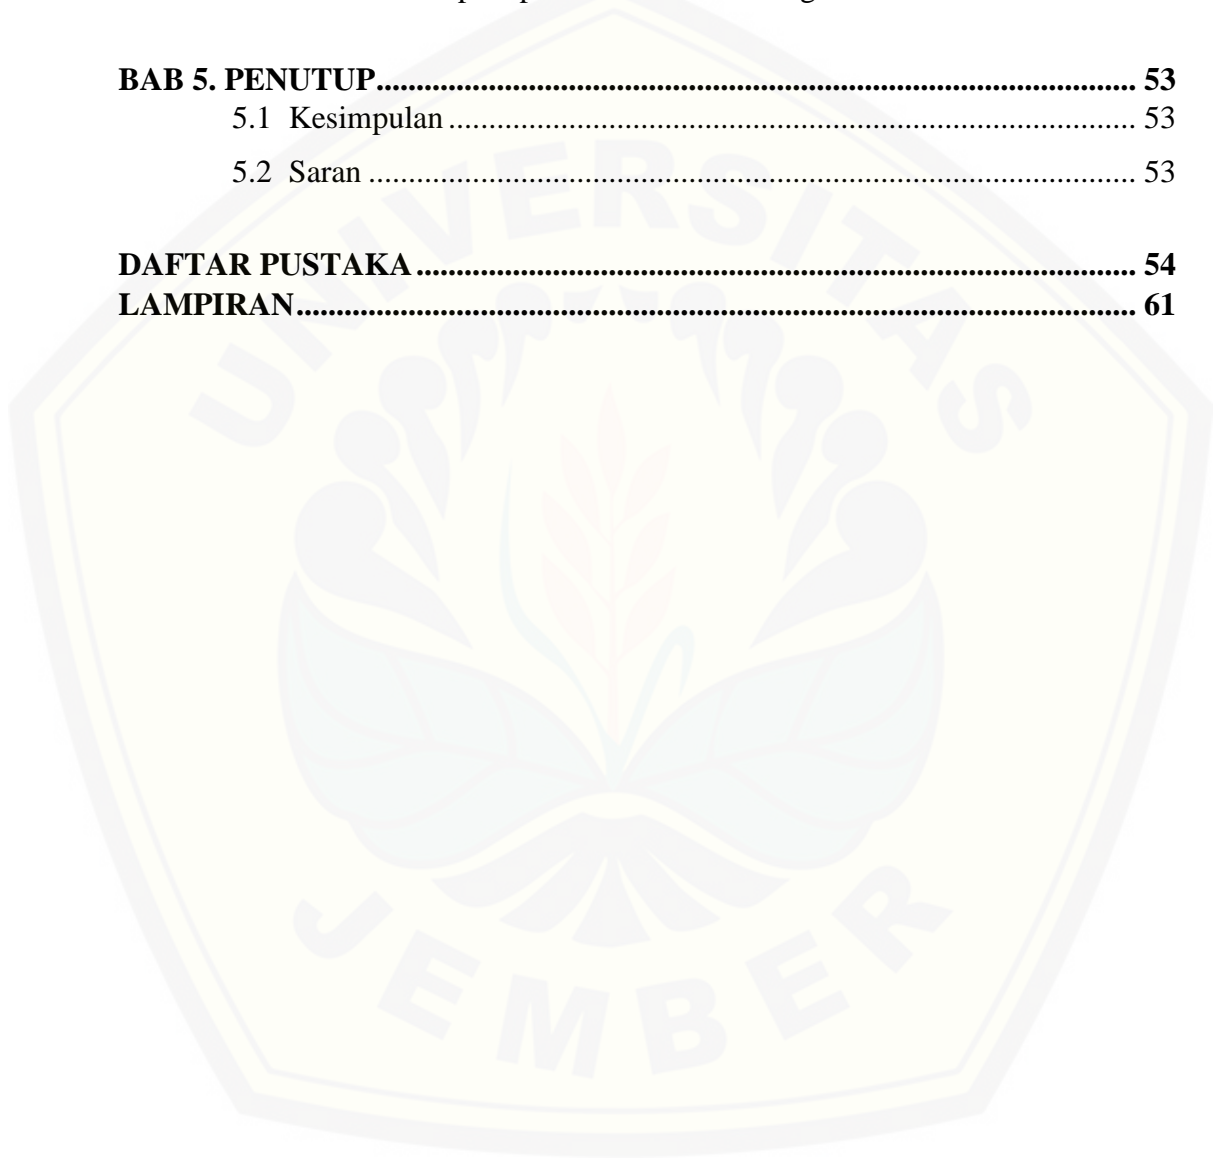 BAB 5. PENUTUP............................................................................................... 53
5.1 Kesimpulan...................................................................................... 53
5.2 Saran................................................................................................ 53
DAFTAR PUSTAKA.......................................................................................... 54
LAMPIRAN......................................................................................................... 61
UNIVERSITAS
JEMBER